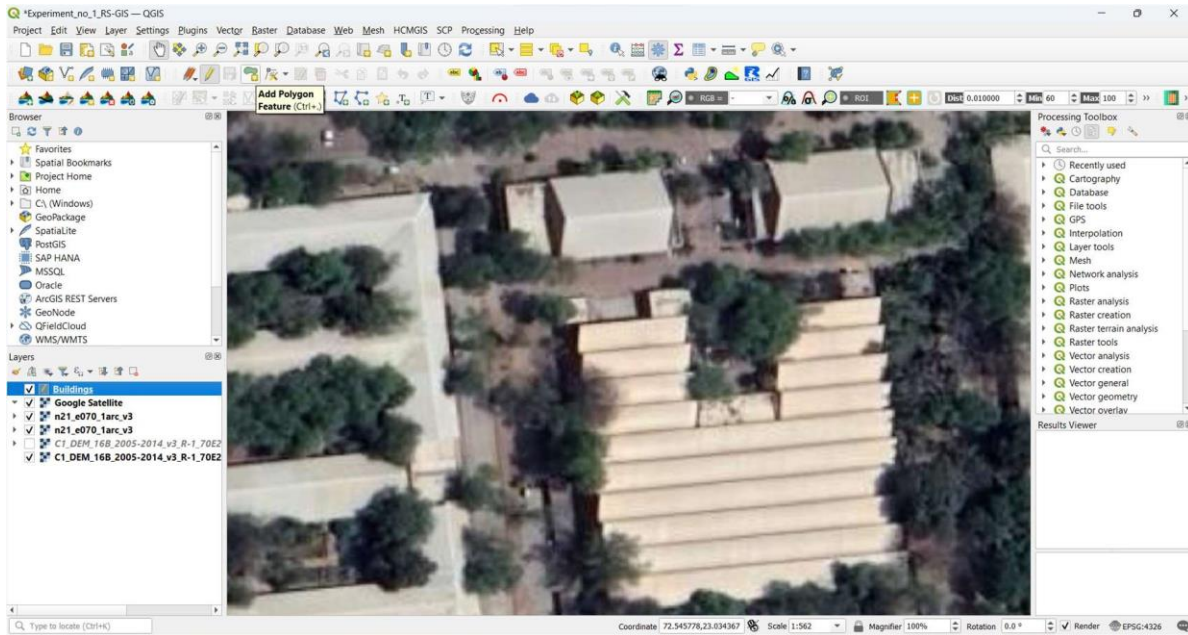 *Experiment_no_1_RS-GIS — QGIS
Project Edit View Layer Settings Plugins Vector Raster Database Web Mesh HCMGIS SCP Processing Help
RGB = - ROI Dist 0.010000 Min 60 Max 100
Add Polygon
Feature (Ctrl+.)
Browser
Favorites
Spatial Bookmarks
Project Home
Home
C:\ (Windows)
GeoPackage
SpatiaLite
PostGIS
SAP HANA
MSSQL
Oracle
ArcGIS REST Servers
GeoNode
QFieldCloud
WMS/WMTS
Layers
Buildings
Google Satellite
n21_e070_1arc_v3
n21_e070_1arc_v3
C1_DEM_16B_2005-2014_v3_R-1_70E2
C1_DEM_16B_2005-2014_v3_R-1_70E2
Processing Toolbox
Search...
Recently used
Cartography
Database
File tools
GPS
Interpolation
Layer tools
Mesh
Network analysis
Plots
Raster analysis
Raster creation
Raster terrain analysis
Raster tools
Vector analysis
Vector creation
Vector general
Vector geometry
Vector overlay
Results Viewer
Type to locate (Ctrl+K) Coordinate 72.545778,23.034367 Scale 1:562 Magnifier 100% Rotation 0.0 ° Render EPSG:4326